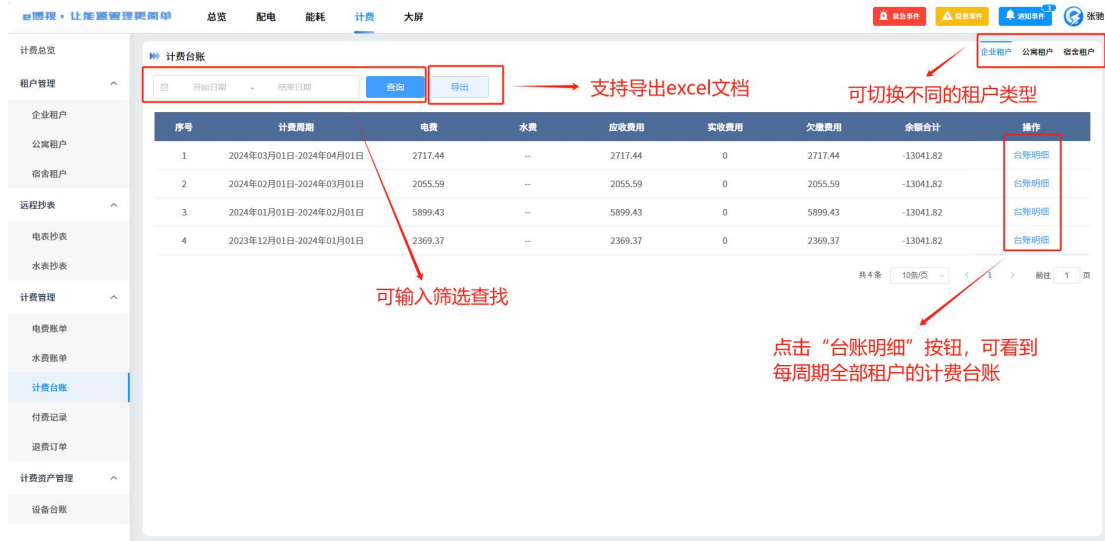 e博视·让能源管理更简单
总览 配电 能耗 计费 大屏
紧急事件 隐患事件 通知事件 3 张驰
计费总览
租户管理
企业租户
公寓租户
宿舍租户
远程抄表
电表抄表
水表抄表
计费管理
电费账单
水费账单
计费台账
付费记录
退费订单
计费资产管理
设备台账
计费台账
企业租户 公寓租户 宿舍租户
开始日期 - 结束日期 查询 导出
支持导出excel文档
可切换不同的租户类型
序号 计费周期 电费 水费 应收费用 实收费用 欠缴费用 余额合计 操作
1 2024年03月01日-2024年04月01日 2717.44 -- 2717.44 0 2717.44 -13041.82 台账明细
2 2024年02月01日-2024年03月01日 2055.59 -- 2055.59 0 2055.59 -13041.82 台账明细
3 2024年01月01日-2024年02月01日 5899.43 -- 5899.43 0 5899.43 -13041.82 台账明细
4 2023年12月01日-2024年01月01日 2369.37 -- 2369.37 0 2369.37 -13041.82 台账明细
共4条 10条/页 < 1 > 前往 1 页
可输入筛选查找
点击“台账明细”按钮，可看到
每周期全部租户的计费台账